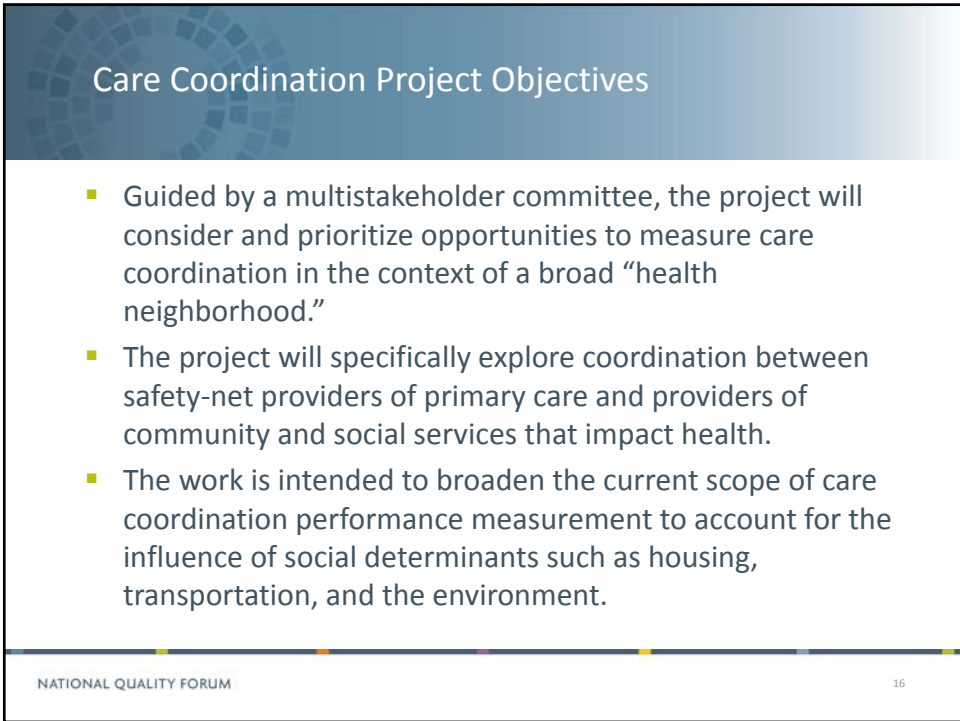 Care Coordination Project Objectives
▪ Guided by a multistakeholder committee, the project will
consider and prioritize opportunities to measure care
coordination in the context of a broad “health
neighborhood.”
▪ The project will specifically explore coordination between
safety-net providers of primary care and providers of
community and social services that impact health.
▪ The work is intended to broaden the current scope of care
coordination performance measurement to account for the
influence of social determinants such as housing,
transportation, and the environment.
NATIONAL QUALITY FORUM
16